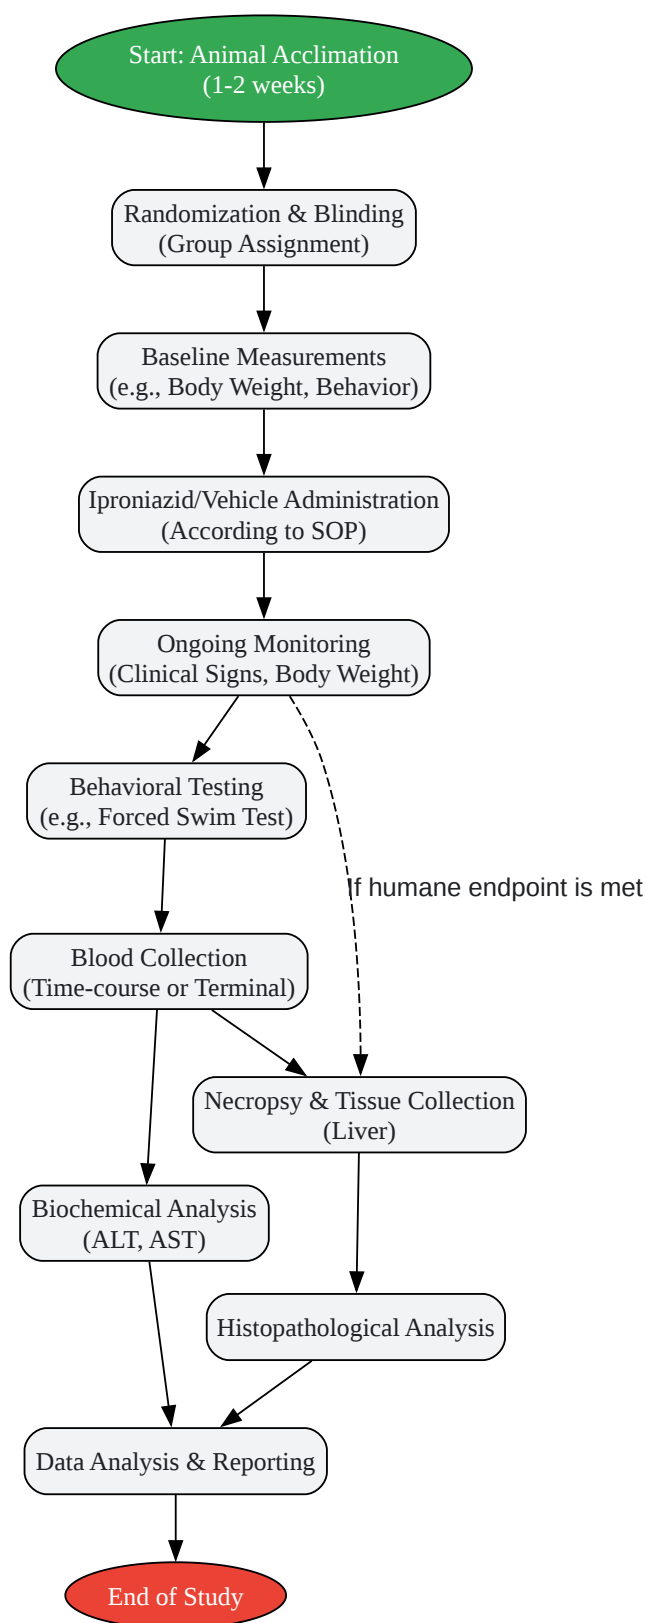 Start: Animal Acclimation
(1-2 weeks)
Randomization & Blinding
(Group Assignment)
Baseline Measurements
(e.g., Body Weight, Behavior)
Iproniazid/Vehicle Administration
(According to SOP)
Ongoing Monitoring
(Clinical Signs, Body Weight)
Behavioral Testing
(e.g., Forced Swim Test)
If humane endpoint is met
Blood Collection
(Time-course or Terminal)
Necropsy & Tissue Collection
(Liver)
Biochemical Analysis
(ALT, AST)
Histopathological Analysis
Data Analysis & Reporting
End of Study